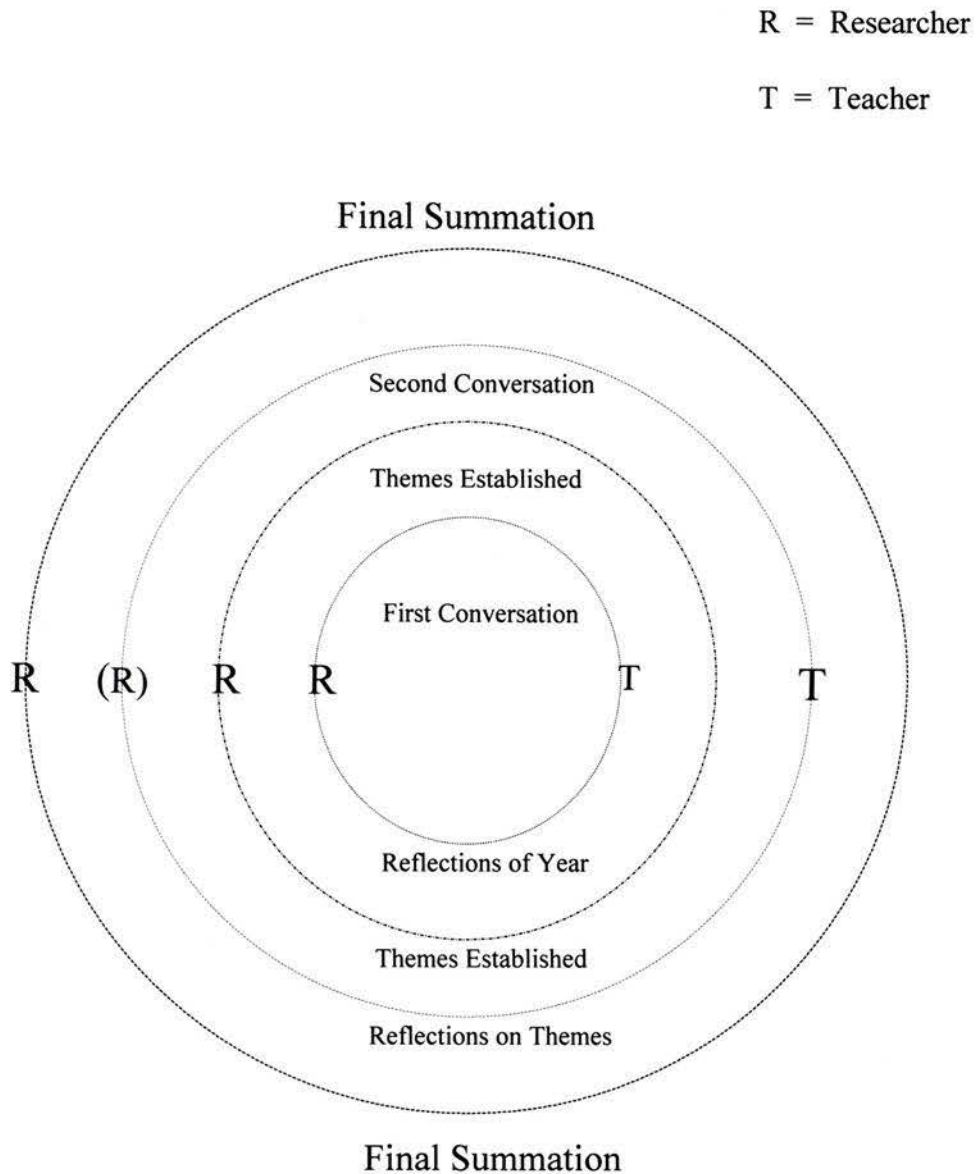 R = Researcher
T = Teacher
Final Summation
Second Conversation
Themes Established
First Conversation
R (R) R R T T
Reflections of Year
Themes Established
Reflections on Themes
Final Summation